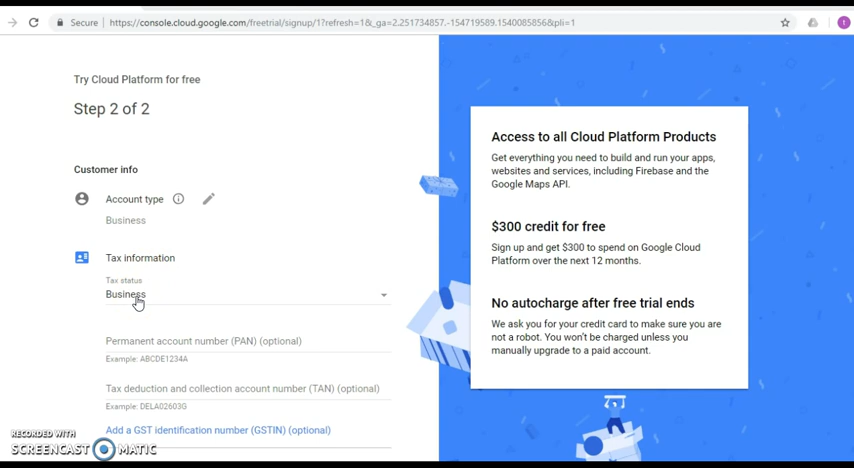 Secure | https://console.cloud.google.com/freetrial/signup/1?refresh=1&_ga=2.251734857.-154719589.1540085856&pli=1
t
Try Cloud Platform for free
Step 2 of 2
Customer info
Account type
Business
Tax information
Tax status
Business
Permanent account number (PAN) (optional)
Example: ABCDE1234A
Tax deduction and collection account number (TAN) (optional)
Example: DELA02603G
Add a GST identification number (GSTIN) (optional)
Access to all Cloud Platform Products
Get everything you need to build and run your apps,
websites and services, including Firebase and the
Google Maps API.
$300 credit for free
Sign up and get $300 to spend on Google Cloud
Platform over the next 12 months.
No autocharge after free trial ends
We ask you for your credit card to make sure you are
not a robot. You won't be charged unless you
manually upgrade to a paid account.
RECORDED WITH
SCREENCAST MATIC